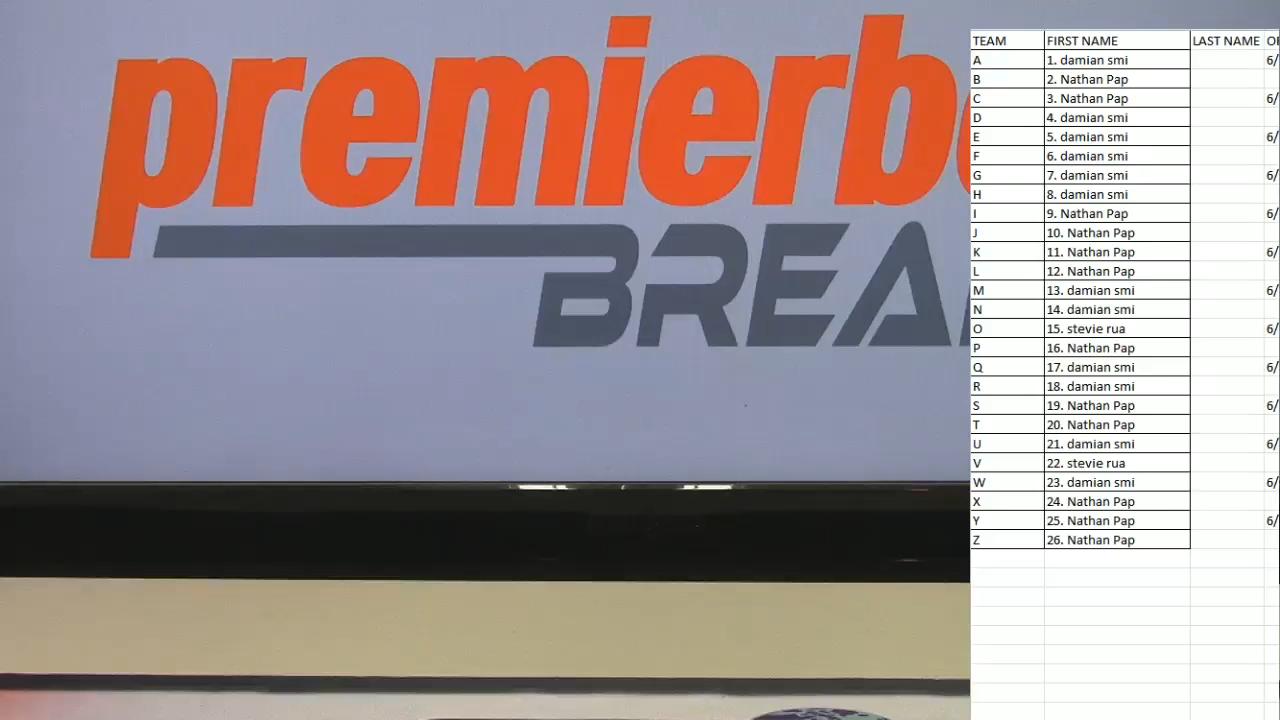 premierb
BREA
TEAM FIRST NAME LAST NAME
A 1. damian smi 6/
B 2. Nathan Pap
C 3. Nathan Pap 6/
D 4. damian smi
E 5. damian smi 6/
F 6. damian smi
G 7. damian smi 6/
H 8. damian smi
I 9. Nathan Pap 6/
J 10. Nathan Pap
K 11. Nathan Pap 6/
L 12. Nathan Pap
M 13. damian smi 6/
N 14. damian smi
O 15. stevie rua 6/
P 16. Nathan Pap
Q 17. damian smi 6/
R 18. damian smi
S 19. Nathan Pap 6/
T 20. Nathan Pap
U 21. damian smi 6/
V 22. stevie rua
W 23. damian smi 6/
X 24. Nathan Pap
Y 25. Nathan Pap 6/
Z 26. Nathan Pap